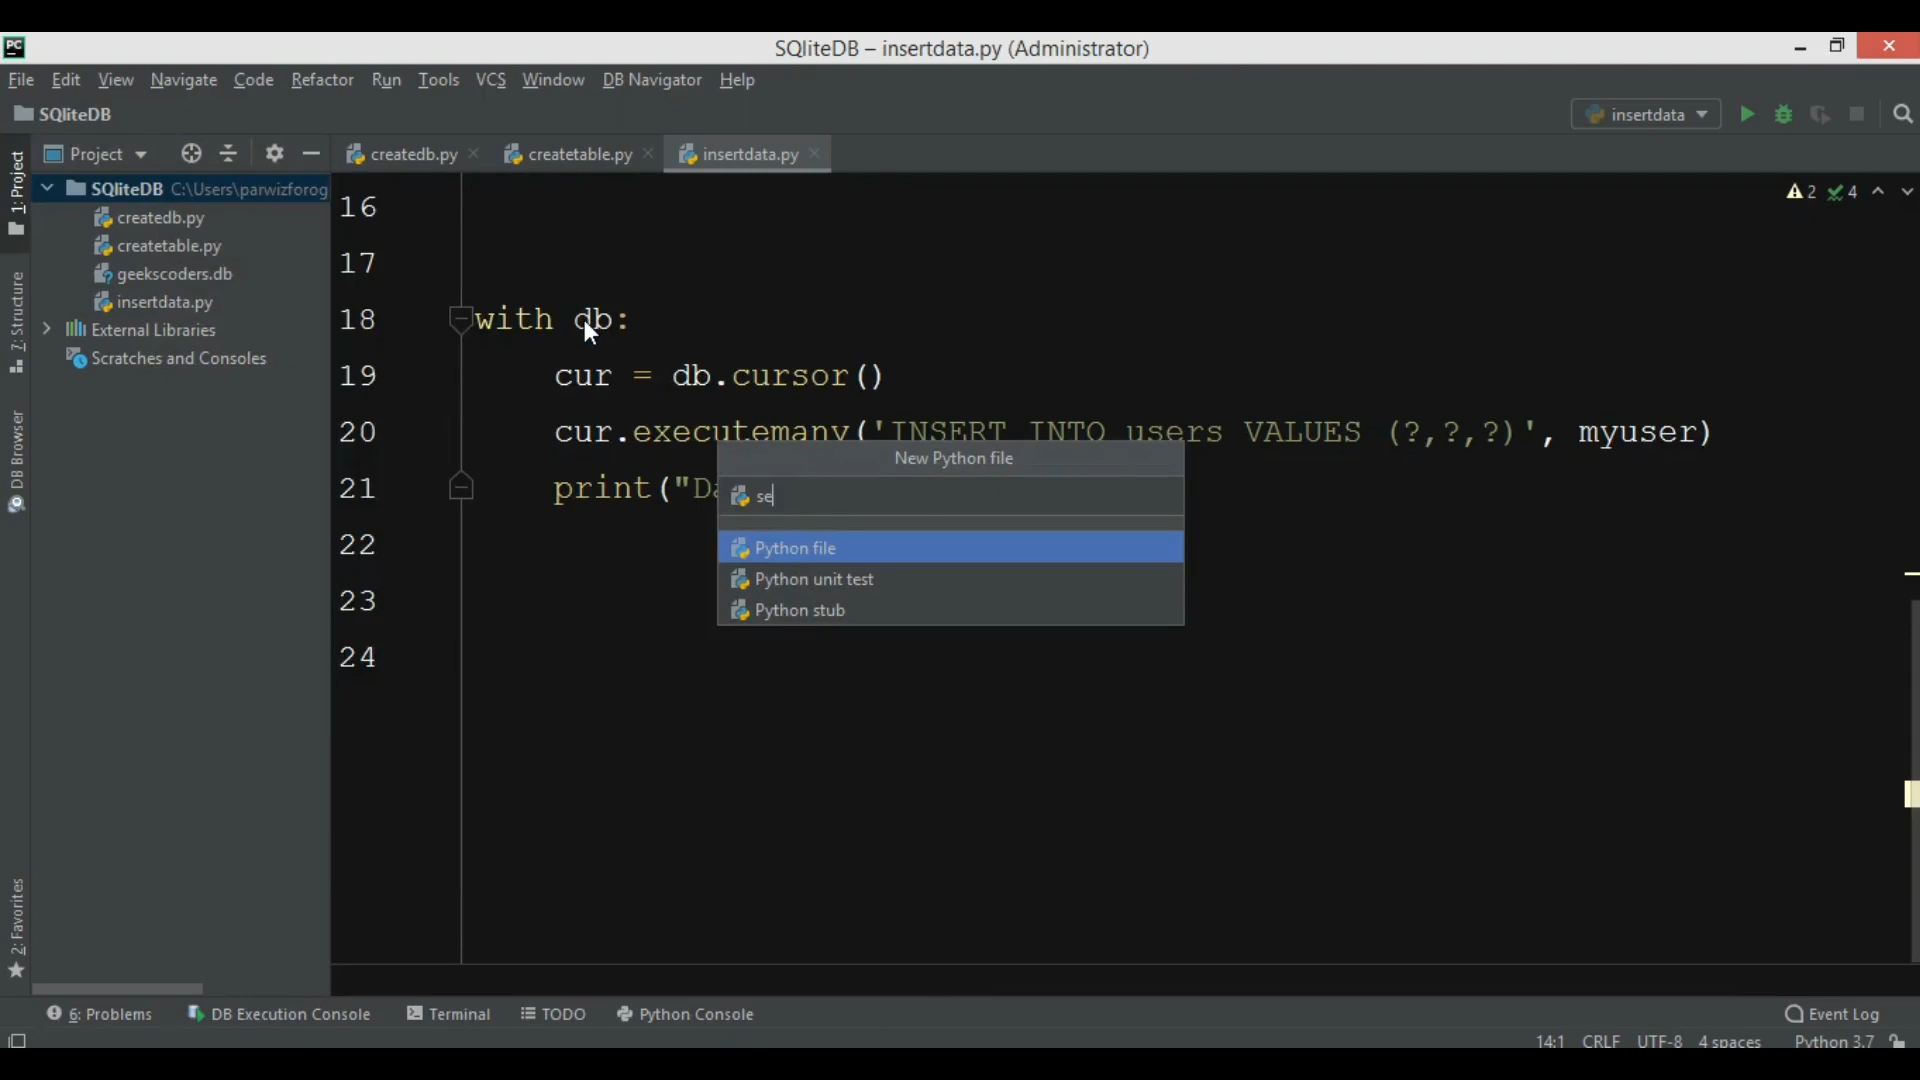 PC
SQliteDB – insertdata.py (Administrator)
File Edit View Navigate Code Refactor Run Tools VCS Window DB Navigator Help
SQliteDB
insertdata
Project
createdb.py
createtable.py
insertdata.py
SQliteDB C:\Users\parwizforog
createdb.py
createtable.py
geekscoders.db
insertdata.py
External Libraries
Scratches and Consoles
1: Project
7: Structure
DB Browser
2: Favorites
2 4
16
17
18 with db:
19 cur = db.cursor()
20 cur.executemany('INSERT INTO users VALUES (?,?,?)', myuser)
21 print("Da
22
23
24
New Python file
se
Python file
Python unit test
Python stub
6: Problems DB Execution Console Terminal TODO Python Console Event Log
14:1 CRLF UTF-8 4 spaces Python 3.7